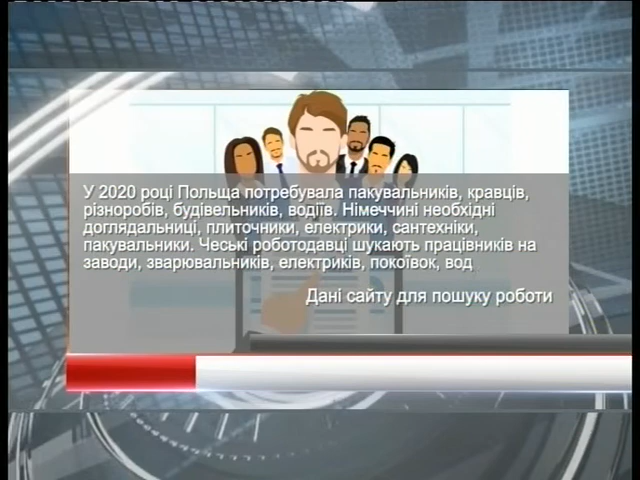 У 2020 році Польща потребувала пакувальників, кравців,
різноробів, будівельників, водіїв. Німеччині необхідні
доглядальниці, плиточники, електрики, сантехніки,
пакувальники. Чеські роботодавці шукають працівників на
заводи, зварювальників, електриків, покоївок, вод
Дані сайту для пошуку роботи